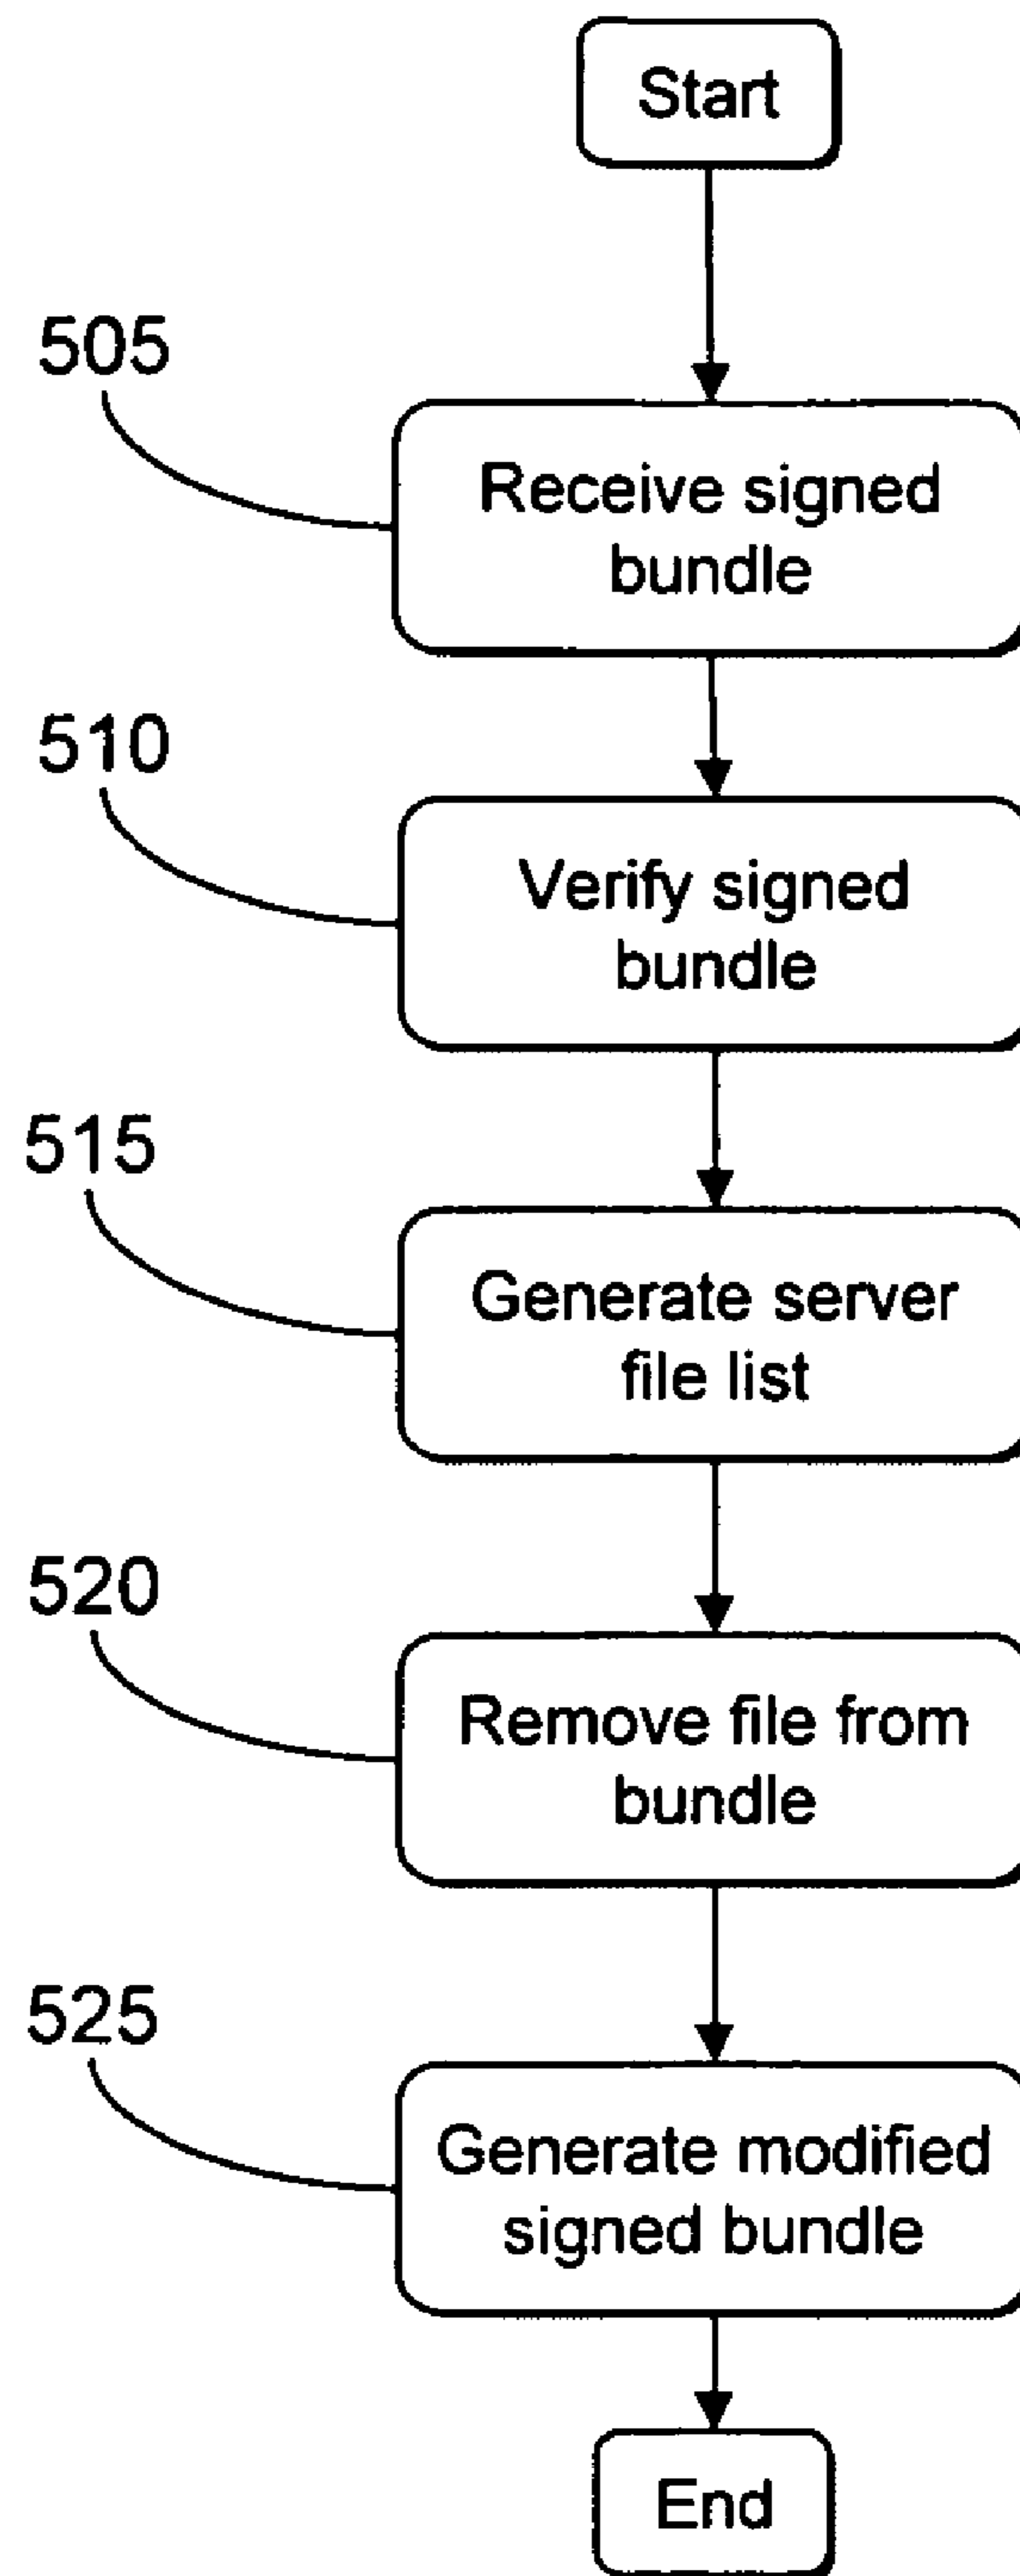 Start
505
Receive signed
bundle
510
Verify signed
bundle
515
Generate server
file list
520
Remove file from
bundle
525
Generate modified
signed bundle
End